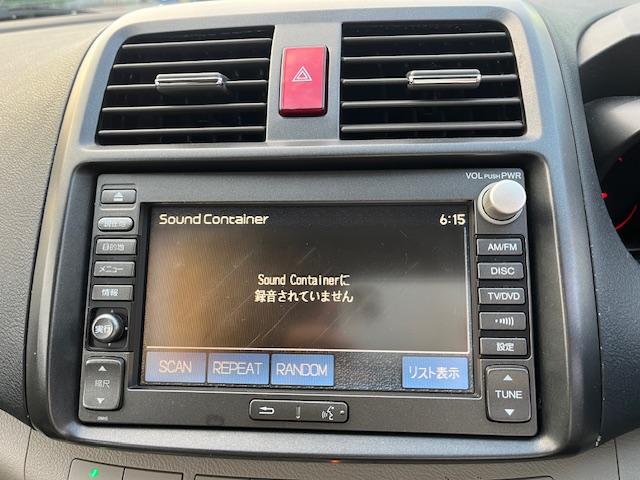 VOL PUSH PWR
Sound Container 6:15
Sound Containerに
録音されていません
SCAN REPEAT RANDOM リスト表示
現在地
目的地
メニュー
情報
実行
縮尺
AM/FM
DISC
TV/DVD
設定
TUNE